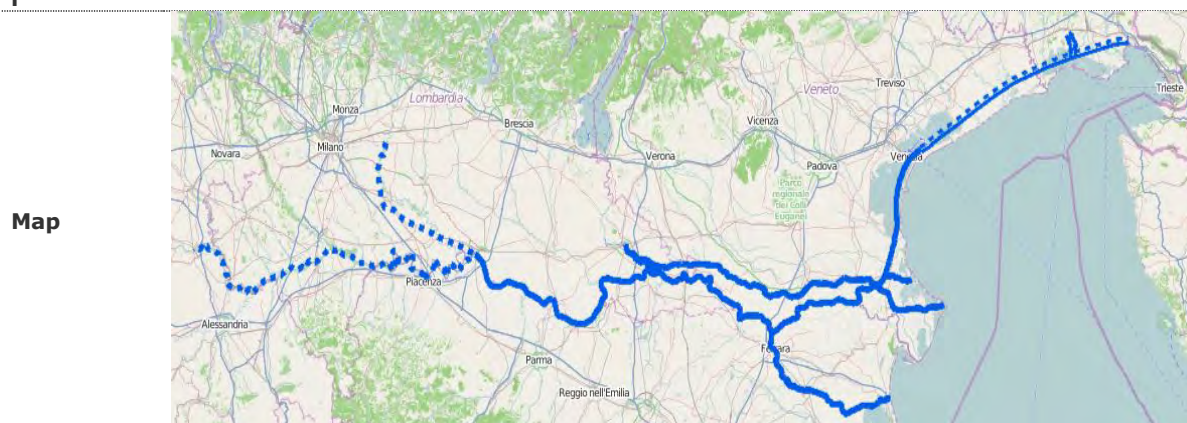 Map
Lombardia
Monza
Novara
Milano
Brescia
Verona
Vicenza
Veneto
Treviso
Padova
Venezia
Trieste
Parco
regionale
dei Colli
Euganei
Piacenza
Alessandria
Parma
Reggio nell'Emilia
Ferrara